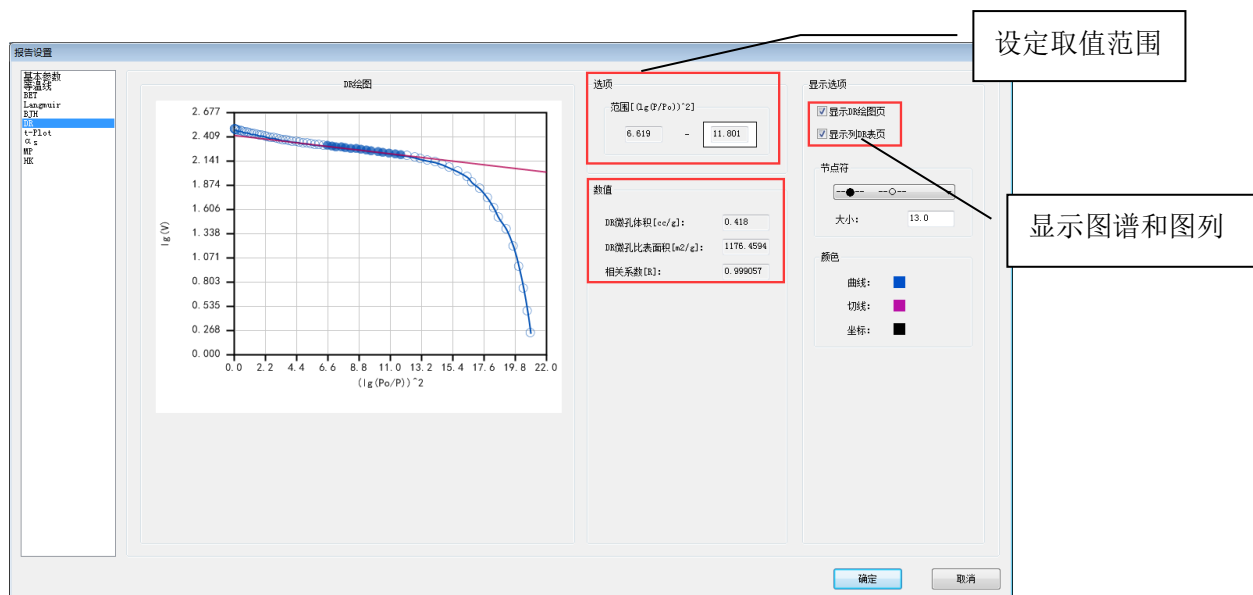 设定取值范围
报告设置
基本参数
等温线
BET
Langmuir
BJH
DR
t-Plot
αs
MP
HK
DR绘图
2.677
2.409
2.141
1.874
1.606
1.338
1.071
0.803
0.535
0.268
0.000
lg(V)
0.0 2.2 4.4 6.6 8.8 11.0 13.2 15.4 17.6 19.8 22.0
(lg(Po/P))^2
选项
范围[(lg(P/Po))^2]
6.619 - 11.801
数值
DR微孔体积[cc/g]: 0.418
DR微孔比表面积[m2/g]: 1176.4594
相关系数[R]: 0.999057
显示选项
显示DR绘图页
显示列DR表页
节点符
大小: 13.0
颜色
曲线:
切线:
坐标:
显示图谱和图列
确定 取消